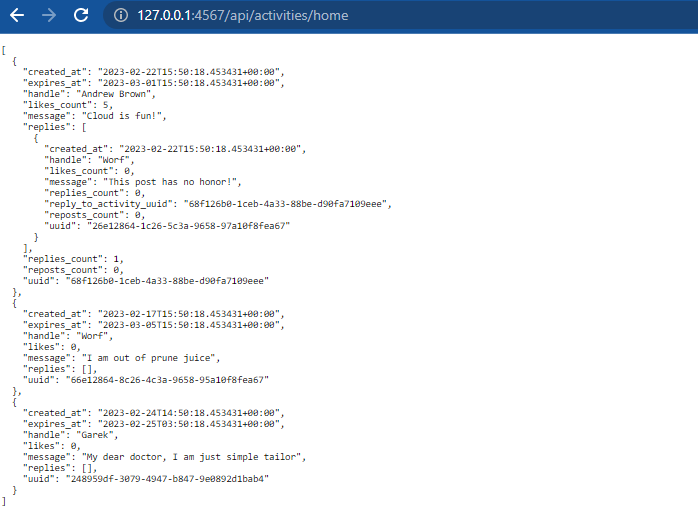 127.0.0.1:4567/api/activities/home
[
  {
    "created_at": "2023-02-22T15:50:18.453431+00:00",
    "expires_at": "2023-03-01T15:50:18.453431+00:00",
    "handle": "Andrew Brown",
    "likes_count": 5,
    "message": "Cloud is fun!",
    "replies": [
      {
        "created_at": "2023-02-22T15:50:18.453431+00:00",
        "handle": "Worf",
        "likes_count": 0,
        "message": "This post has no honor!",
        "replies_count": 0,
        "reply_to_activity_uuid": "68f126b0-1ceb-4a33-88be-d90fa7109eee",
        "reposts_count": 0,
        "uuid": "26e12864-1c26-5c3a-9658-97a10f8fea67"
      }
    ],
    "replies_count": 1,
    "reposts_count": 0,
    "uuid": "68f126b0-1ceb-4a33-88be-d90fa7109eee"
  },
  {
    "created_at": "2023-02-17T15:50:18.453431+00:00",
    "expires_at": "2023-03-05T15:50:18.453431+00:00",
    "handle": "Worf",
    "likes": 0,
    "message": "I am out of prune juice",
    "replies": [],
    "uuid": "66e12864-8c26-4c3a-9658-95a10f8fea67"
  },
  {
    "created_at": "2023-02-24T14:50:18.453431+00:00",
    "expires_at": "2023-02-25T03:50:18.453431+00:00",
    "handle": "Garek",
    "likes": 0,
    "message": "My dear doctor, I am just simple tailor",
    "replies": [],
    "uuid": "248959df-3079-4947-b847-9e0892d1bab4"
  }
]